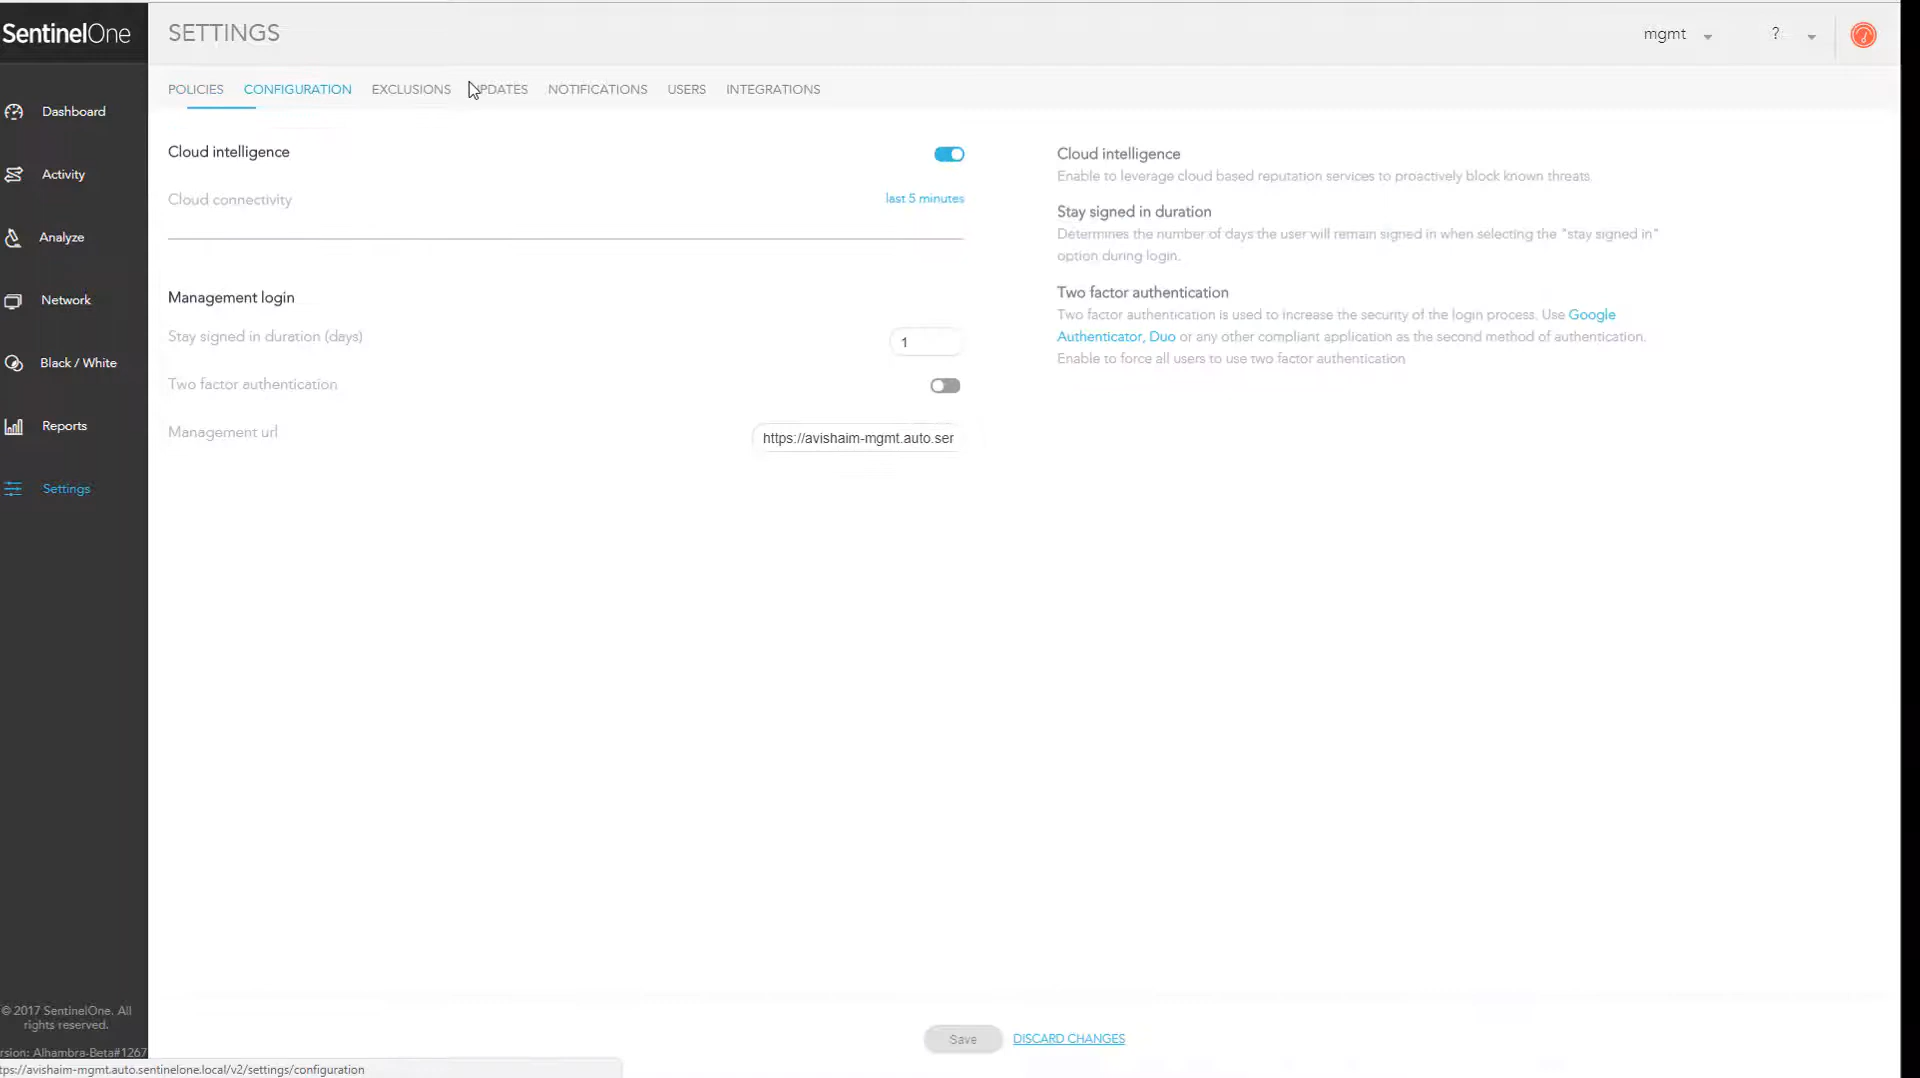 SentinelOne
SETTINGS
mgmt
?
POLICIES
CONFIGURATION
EXCLUSIONS
UPDATES
NOTIFICATIONS
USERS
INTEGRATIONS
Dashboard
Activity
Analyze
Network
Black / White
Reports
Settings
Cloud intelligence
Cloud connectivity
last 5 minutes
Management login
Stay signed in duration (days)
1
Two factor authentication
Management url
https://avishaim-mgmt.auto.ser
Cloud intelligence
Enable to leverage cloud based reputation services to proactively block known threats.
Stay signed in duration
Determines the number of days the user will remain signed in when selecting the "stay signed in"
option during login.
Two factor authentication
Two factor authentication is used to increase the security of the login process. Use Google
Authenticator, Duo or any other compliant application as the second method of authentication.
Enable to force all users to use two factor authentication
Save
DISCARD CHANGES
© 2017 SentinelOne. All
rights reserved.
rsion: Alhambra-Beta#1267
tps://avishaim-mgmt.auto.sentinelone.local/v2/settings/configuration